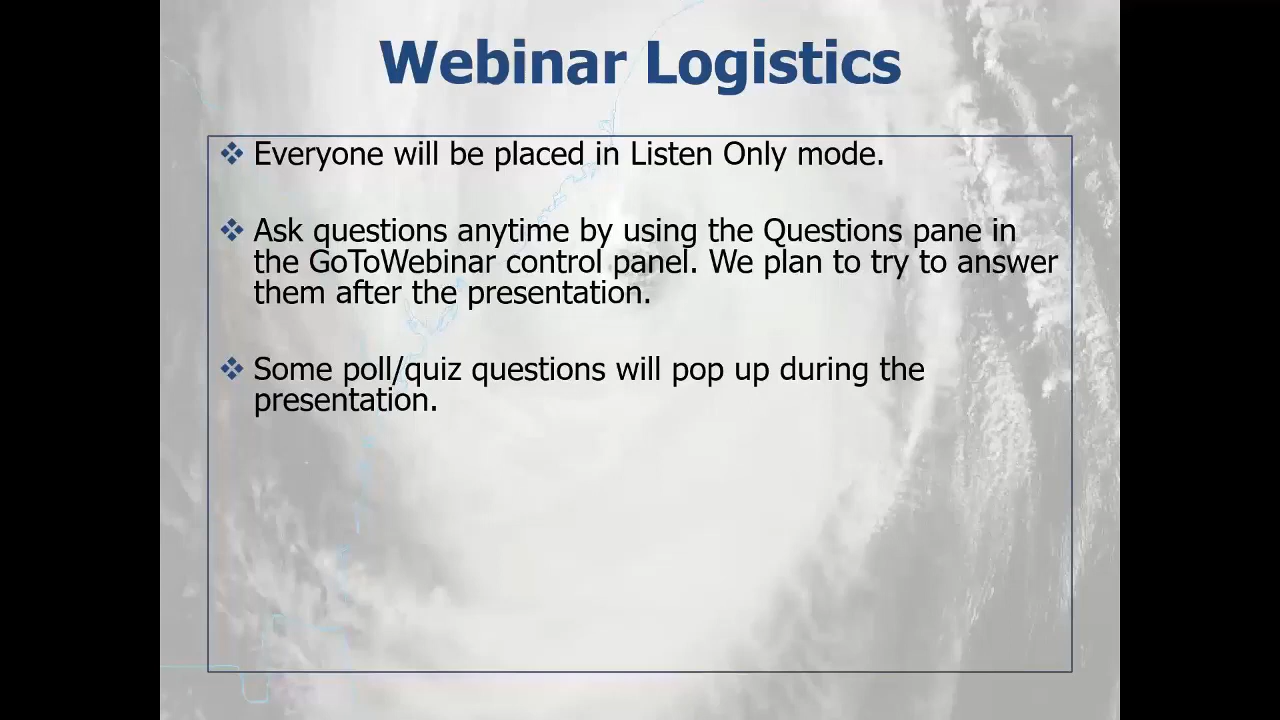 Webinar Logistics
Everyone will be placed in Listen Only mode.
Ask questions anytime by using the Questions pane in
the GoToWebinar control panel. We plan to try to answer
them after the presentation.
Some poll/quiz questions will pop up during the
presentation.